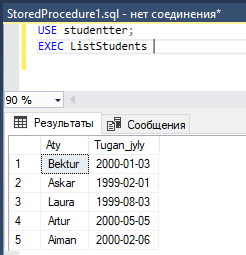 StoredProcedure1.sql - нет соединения*
USE studentter;
EXEC ListStudents
90 %
Результаты Сообщения
Aty Tugan_jyly
1 Bektur 2000-01-03
2 Askar 1999-02-01
3 Laura 1999-08-03
4 Artur 2000-05-05
5 Aiman 2000-02-06